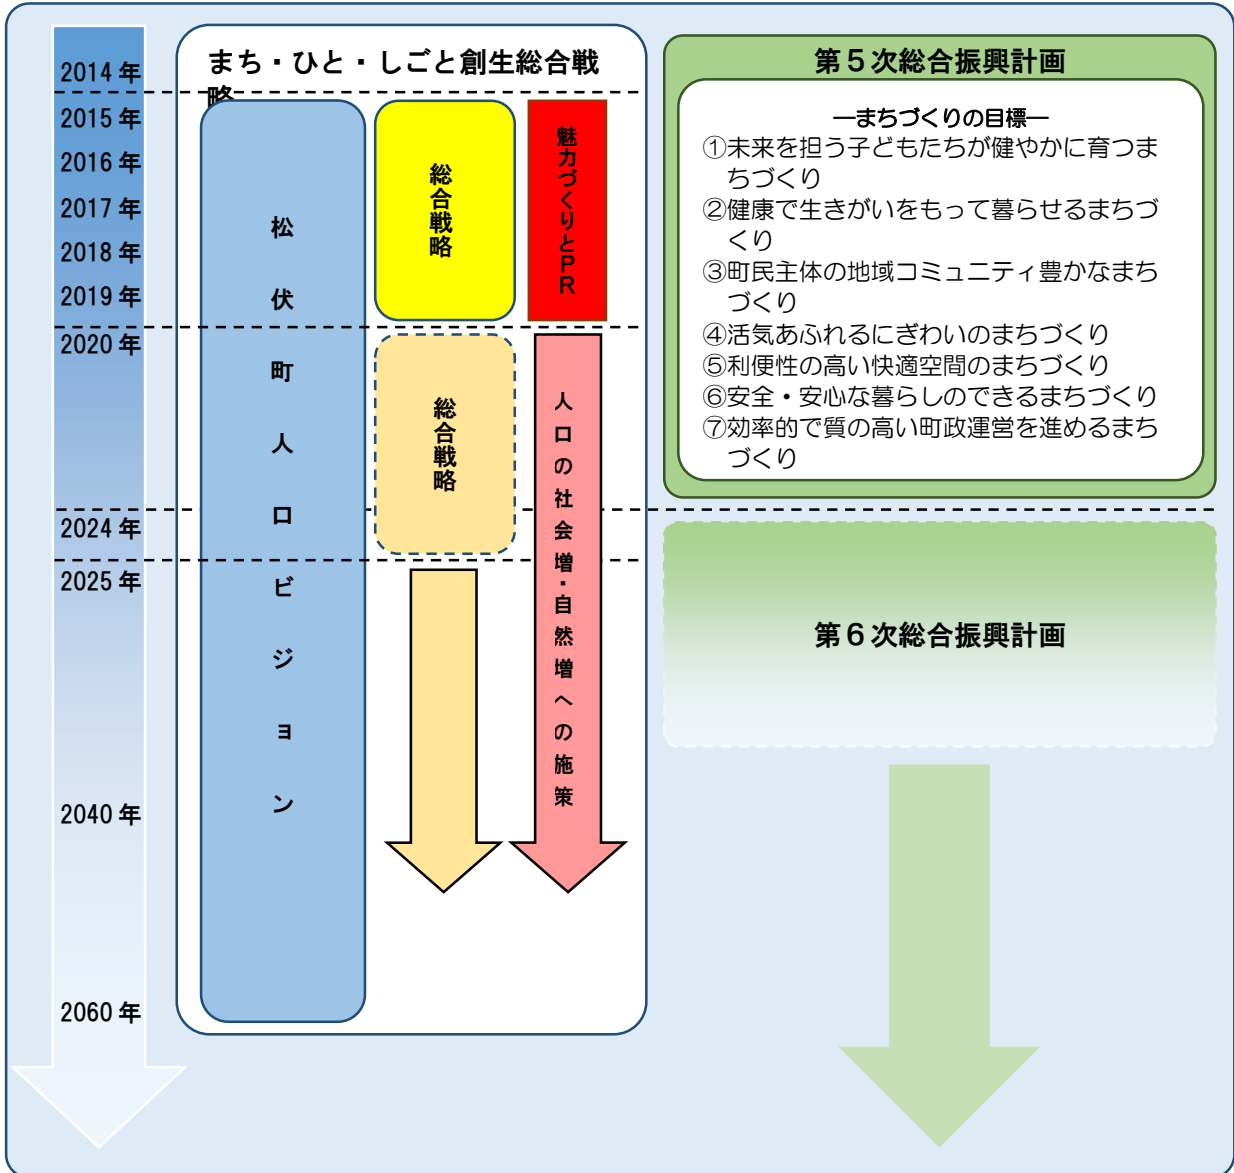 2014年
2015年
2016年
2017年
2018年
2019年
2020年
2024年
2025年
2040年
2060年
まち・ひと・しごと創生総合戦
略
松伏町人口ビジョン
総合戦略
魅力づくりとPR
総合戦略
人口の社会増・自然増への施策
第5次総合振興計画
―まちづくりの目標―
①未来を担う子どもたちが健やかに育つま
ちづくり
②健康で生きがいをもって暮らせるまちづ
くり
③町民主体の地域コミュニティ豊かなまち
づくり
④活気あふれるにぎわいのまちづくり
⑤利便性の高い快適空間のまちづくり
⑥安全・安心な暮らしのできるまちづくり
⑦効率的で質の高い町政運営を進めるまち
づくり
第6次総合振興計画